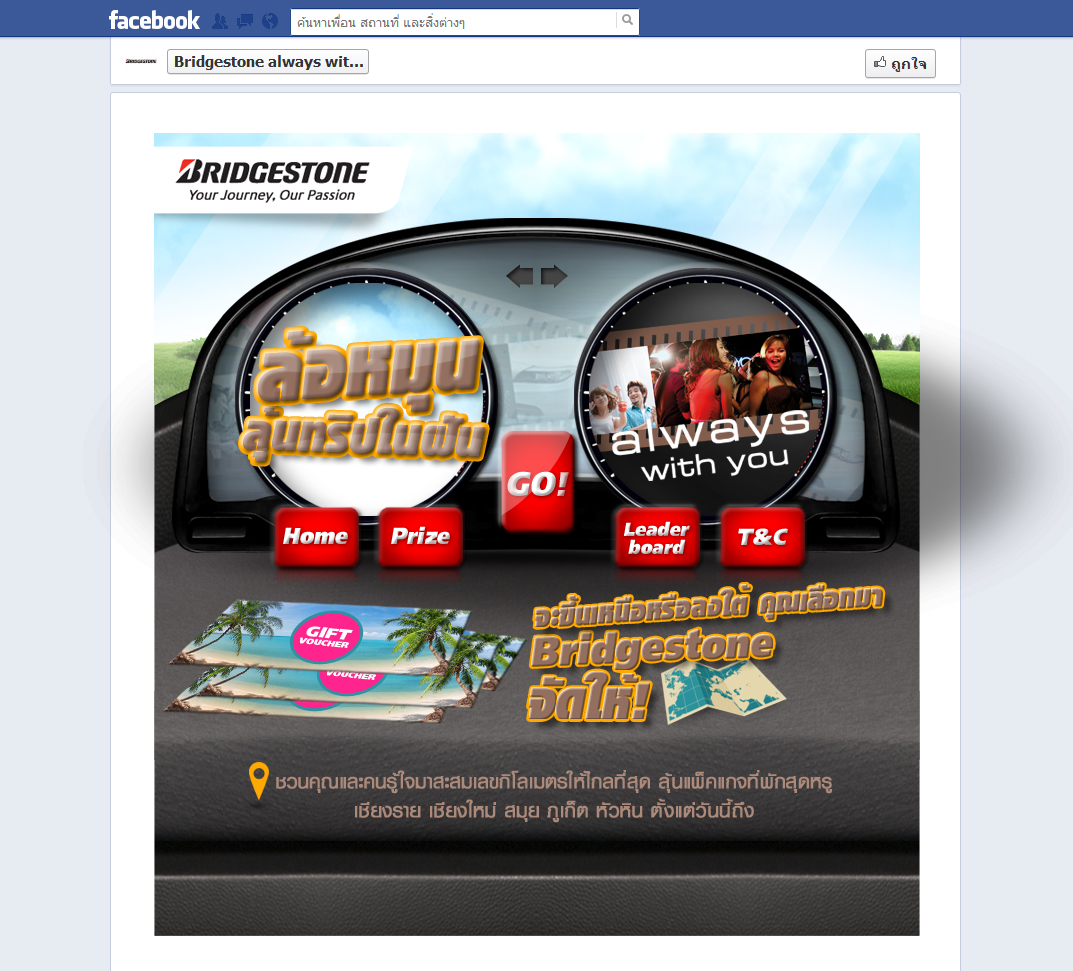 facebook
ค้นหาเพื่อน สถานที่ และสิ่งต่างๆ
BRIDGESTONE
Bridgestone always wit...
ถูกใจ
BRIDGESTONE
Your Journey, Our Passion
ล้อหมุน
ลุ้นทริปในฝัน
always
with you
GO!
Home
Prize
Leader
board
T&C
GIFT
VOUCHER
VOUCHER
จะขึ้นเหนือหรือลงใต้ คุณเลือกมา
Bridgestone
จัดให้!
ชวนคุณและคนรู้ใจมาสะสมเลขกิโลเมตรให้ไกลที่สุด ลุ้นแพ็คแกจที่พักสุดหรู
เชียงราย เชียงใหม่ สมุย ภูเก็ต หัวหิน ตั้งแต่วันนี้ถึง